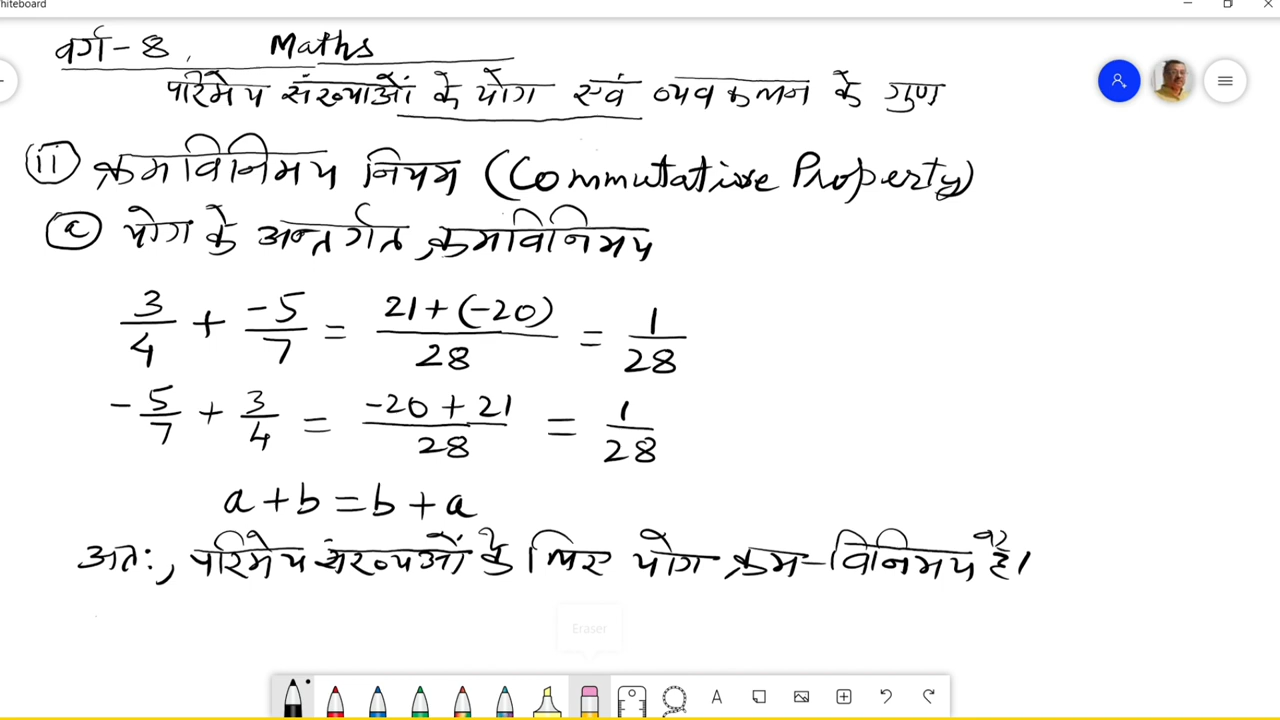 hiteboard
वर्ग - 8, Maths
परिमेय संख्याओं के योग एवं व्यवकलन के गुण
(ii) क्रमविनिमय नियम (Commutative Property)
(a) योग के अन्तर्गत क्रमविनिमय
3/4 + -5/7 = 21+(-20)/28 = 1/28
-5/7 + 3/4 = -20+21/28 = 1/28
a+b=b+a
अतः, परिमेय संख्याओं के लिए योग क्रम-विनिमय है।
Eraser
A